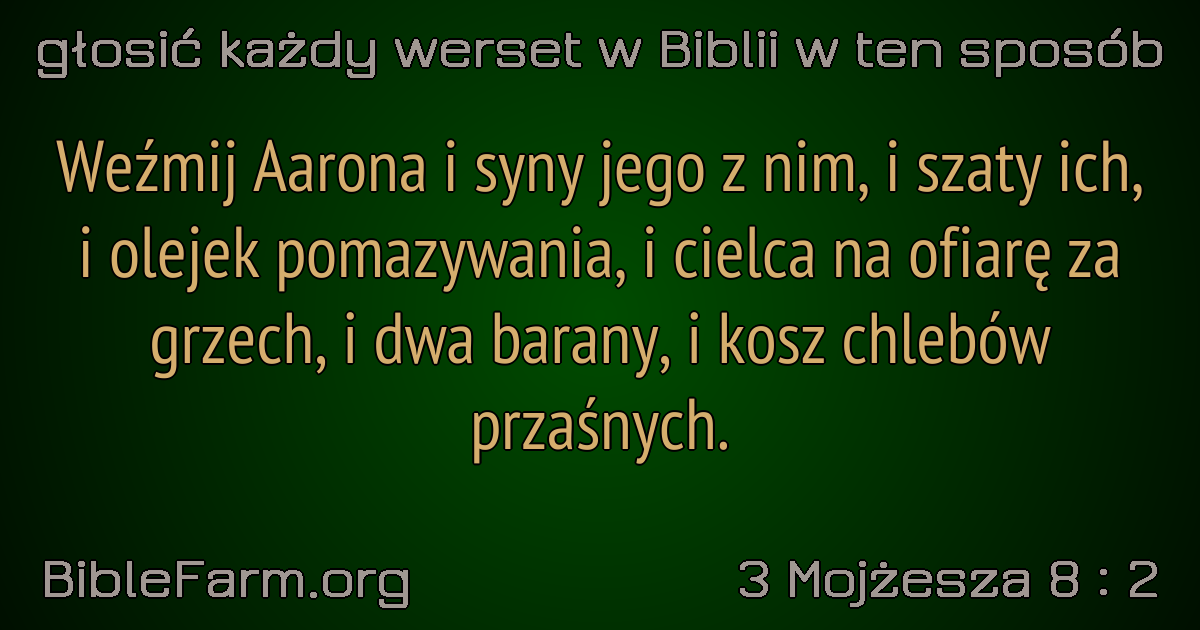 głosić każdy werset w Biblii w ten sposób
Weźmij Aarona i syny jego z nim, i szaty ich,
i olejek pomazywania, i cielca na ofiarę za
grzech, i dwa barany, i kosz chlebów
przaśnych.
BibleFarm.org
3 Mojżesza 8 : 2